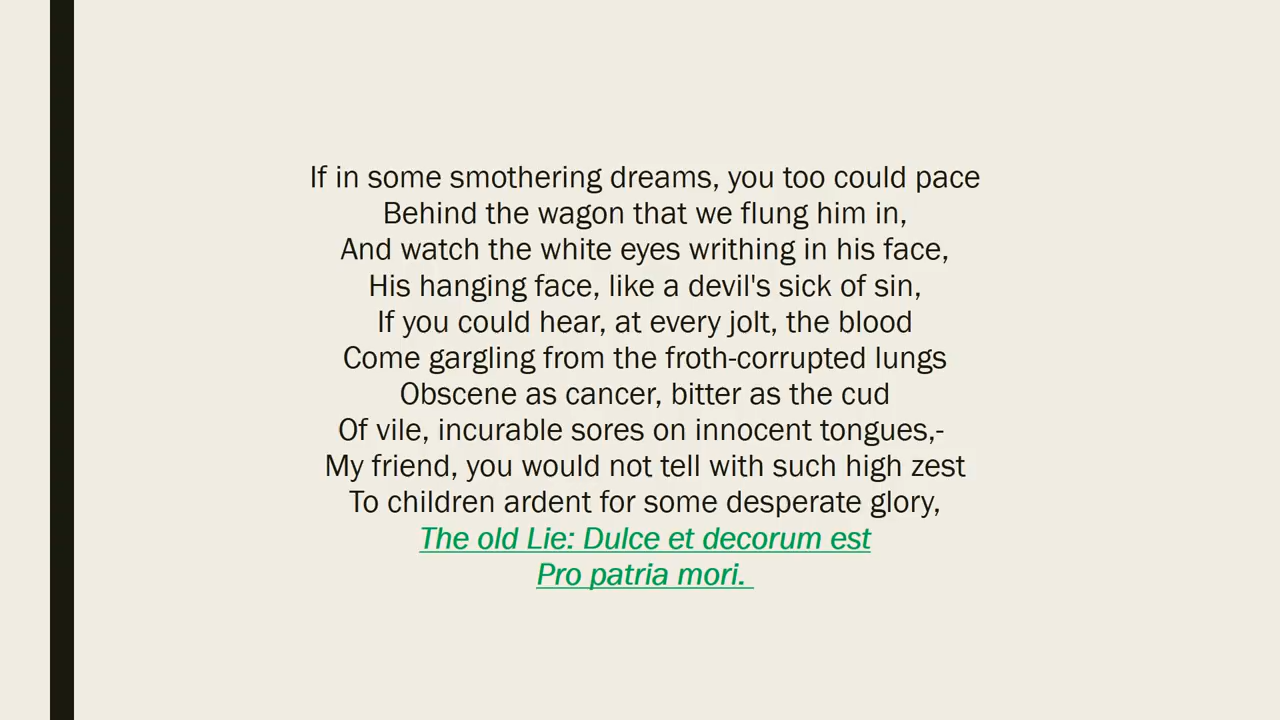 If in some smothering dreams, you too could pace
Behind the wagon that we flung him in,
And watch the white eyes writhing in his face,
His hanging face, like a devil's sick of sin,
If you could hear, at every jolt, the blood
Come gargling from the froth-corrupted lungs
Obscene as cancer, bitter as the cud
Of vile, incurable sores on innocent tongues,-
My friend, you would not tell with such high zest
To children ardent for some desperate glory,
The old Lie: Dulce et decorum est
Pro patria mori.